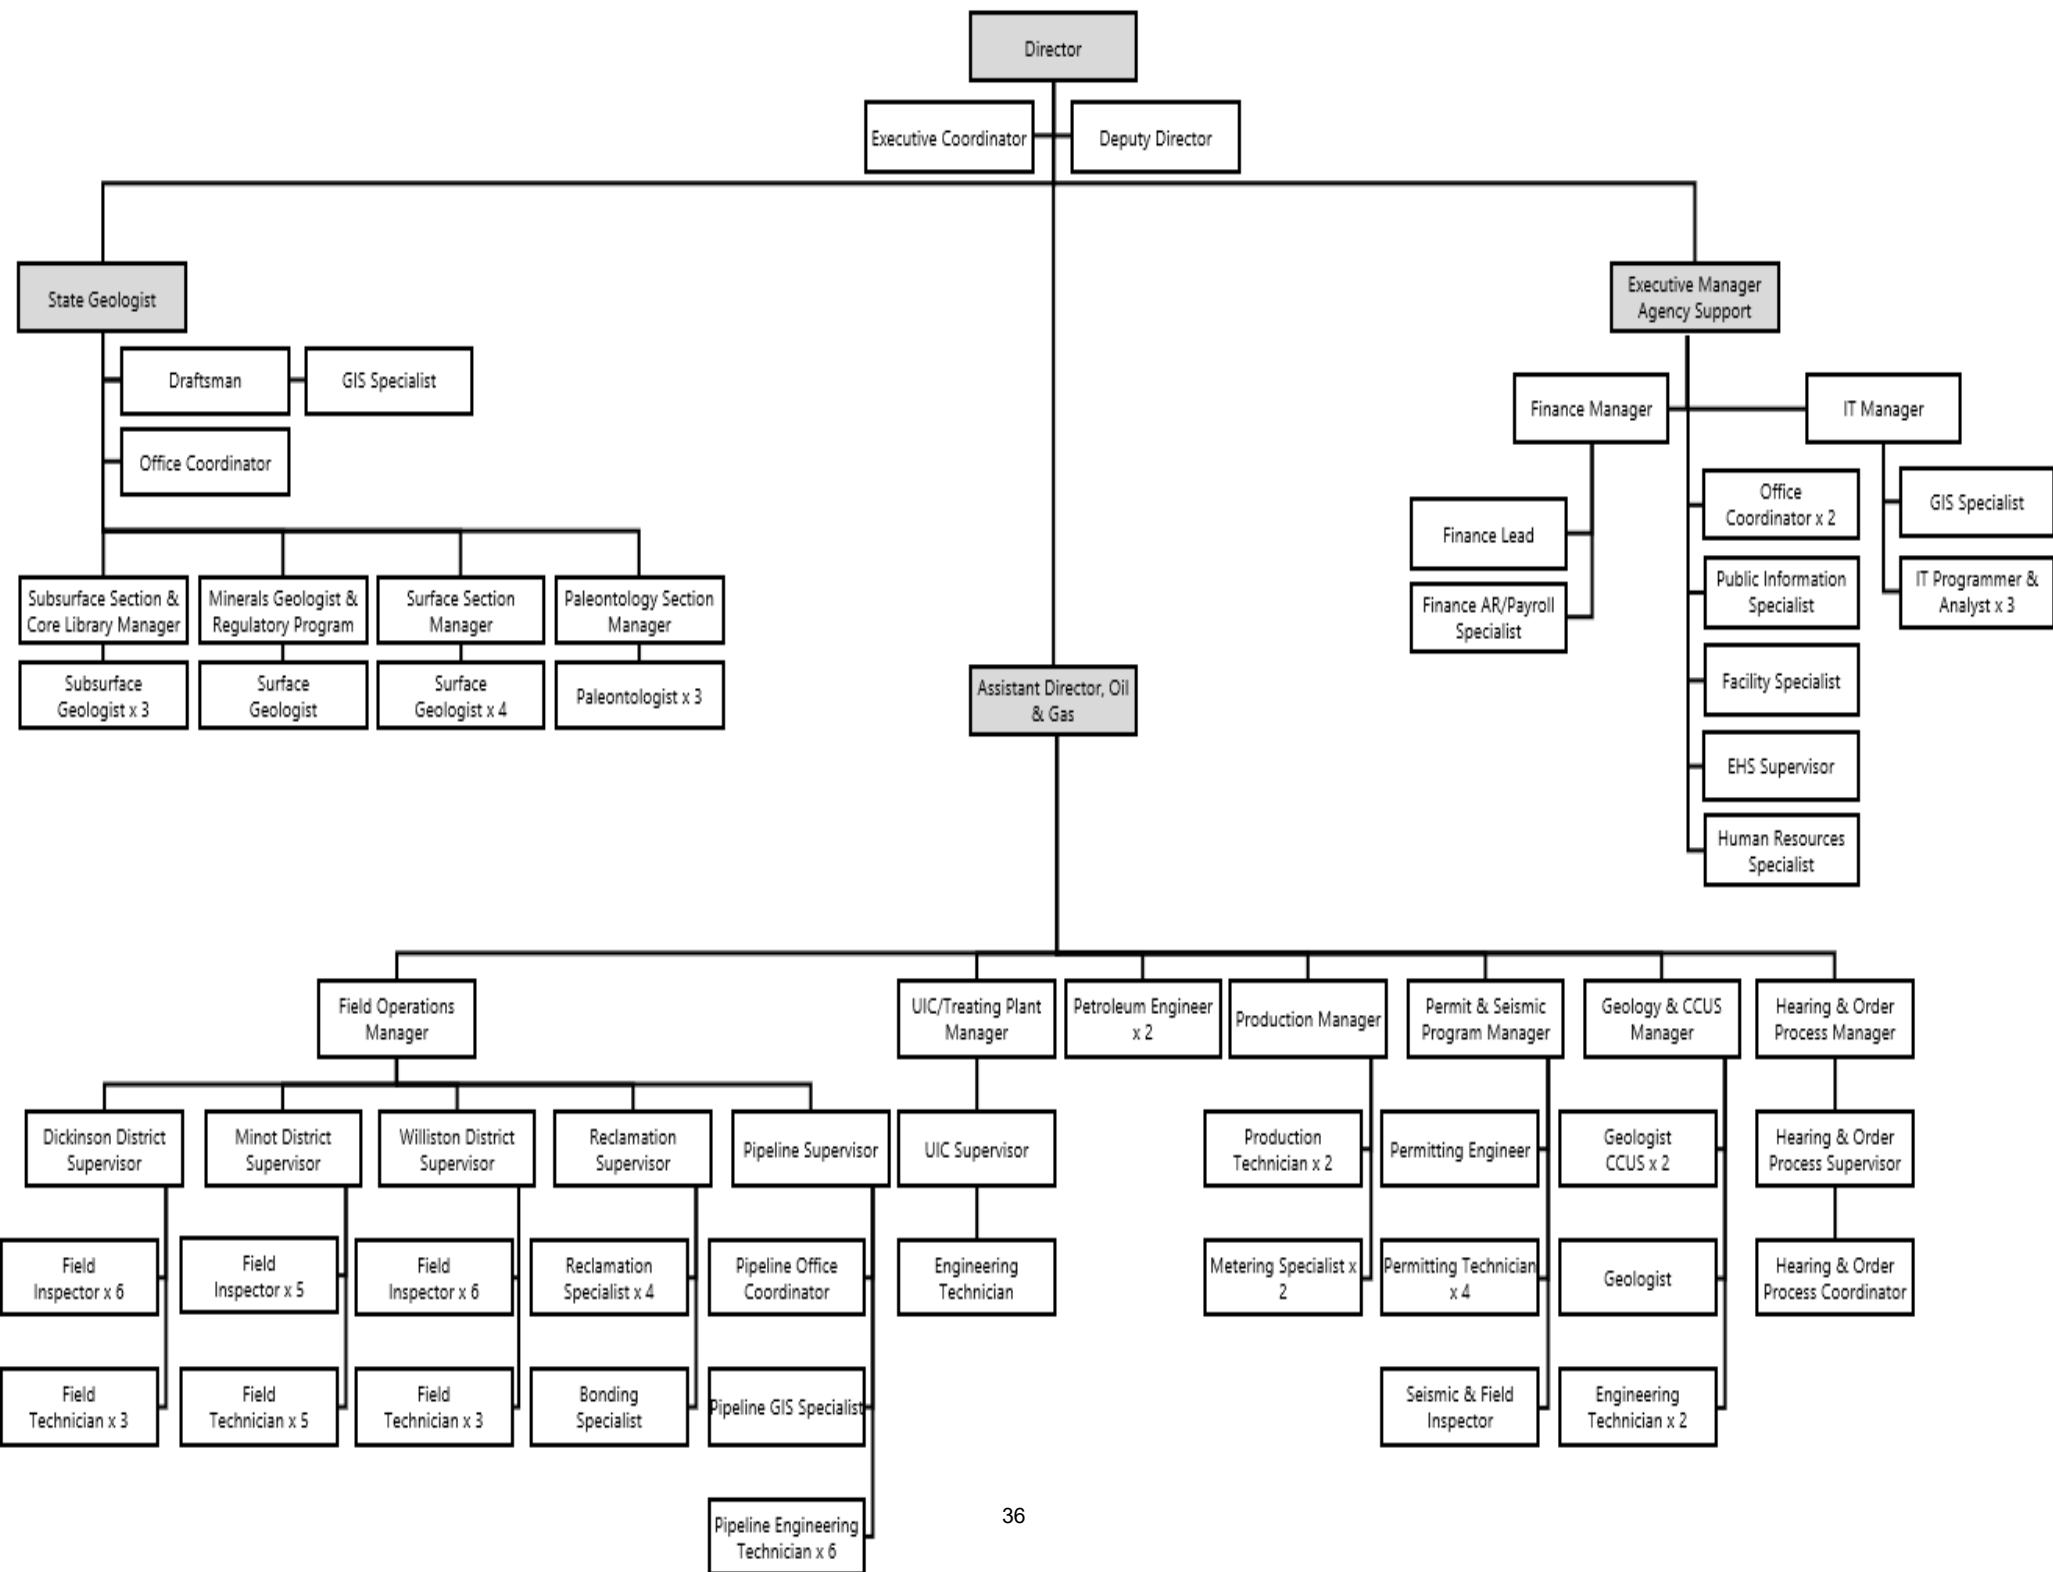 Director
Executive Coordinator
Deputy Director
State Geologist
Executive Manager
Agency Support
Draftsman
GIS Specialist
Office Coordinator
Finance Manager
IT Manager
Finance Lead
Finance AR/Payroll
Specialist
Office
Coordinator x 2
Public Information
Specialist
Facility Specialist
EHS Supervisor
Human Resources
Specialist
GIS Specialist
IT Programmer &
Analyst x 3
Subsurface Section &
Core Library Manager
Minerals Geologist &
Regulatory Program
Surface Section
Manager
Paleontology Section
Manager
Subsurface
Geologist x 3
Surface
Geologist
Surface
Geologist x 4
Paleontologist x 3
Assistant Director, Oil
& Gas
Field Operations
Manager
UIC/Treating Plant
Manager
Petroleum Engineer
x 2
Production Manager
Permit & Seismic
Program Manager
Geology & CCUS
Manager
Hearing & Order
Process Manager
Dickinson District
Supervisor
Minot District
Supervisor
Williston District
Supervisor
Reclamation
Supervisor
Pipeline Supervisor
UIC Supervisor
Production
Technician x 2
Permitting Engineer
Geologist
CCUS x 2
Hearing & Order
Process Supervisor
Field
Inspector x 6
Field
Inspector x 5
Field
Inspector x 6
Reclamation
Specialist x 4
Pipeline Office
Coordinator
Engineering
Technician
Metering Specialist x
2
Permitting Technician
x 4
Geologist
Hearing & Order
Process Coordinator
Field
Technician x 3
Field
Technician x 5
Field
Technician x 3
Bonding
Specialist
Pipeline GIS Specialist
Seismic & Field
Inspector
Engineering
Technician x 2
Pipeline Engineering
Technician x 6
36